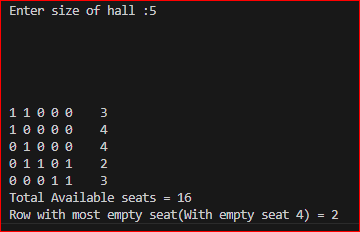 Enter size of hall :5
1 1 0 0 0    3
1 0 0 0 0    4
0 1 0 0 0    4
0 1 1 0 1    2
0 0 0 1 1    3
Total Available seats = 16
Row with most empty seat(With empty seat 4) = 2